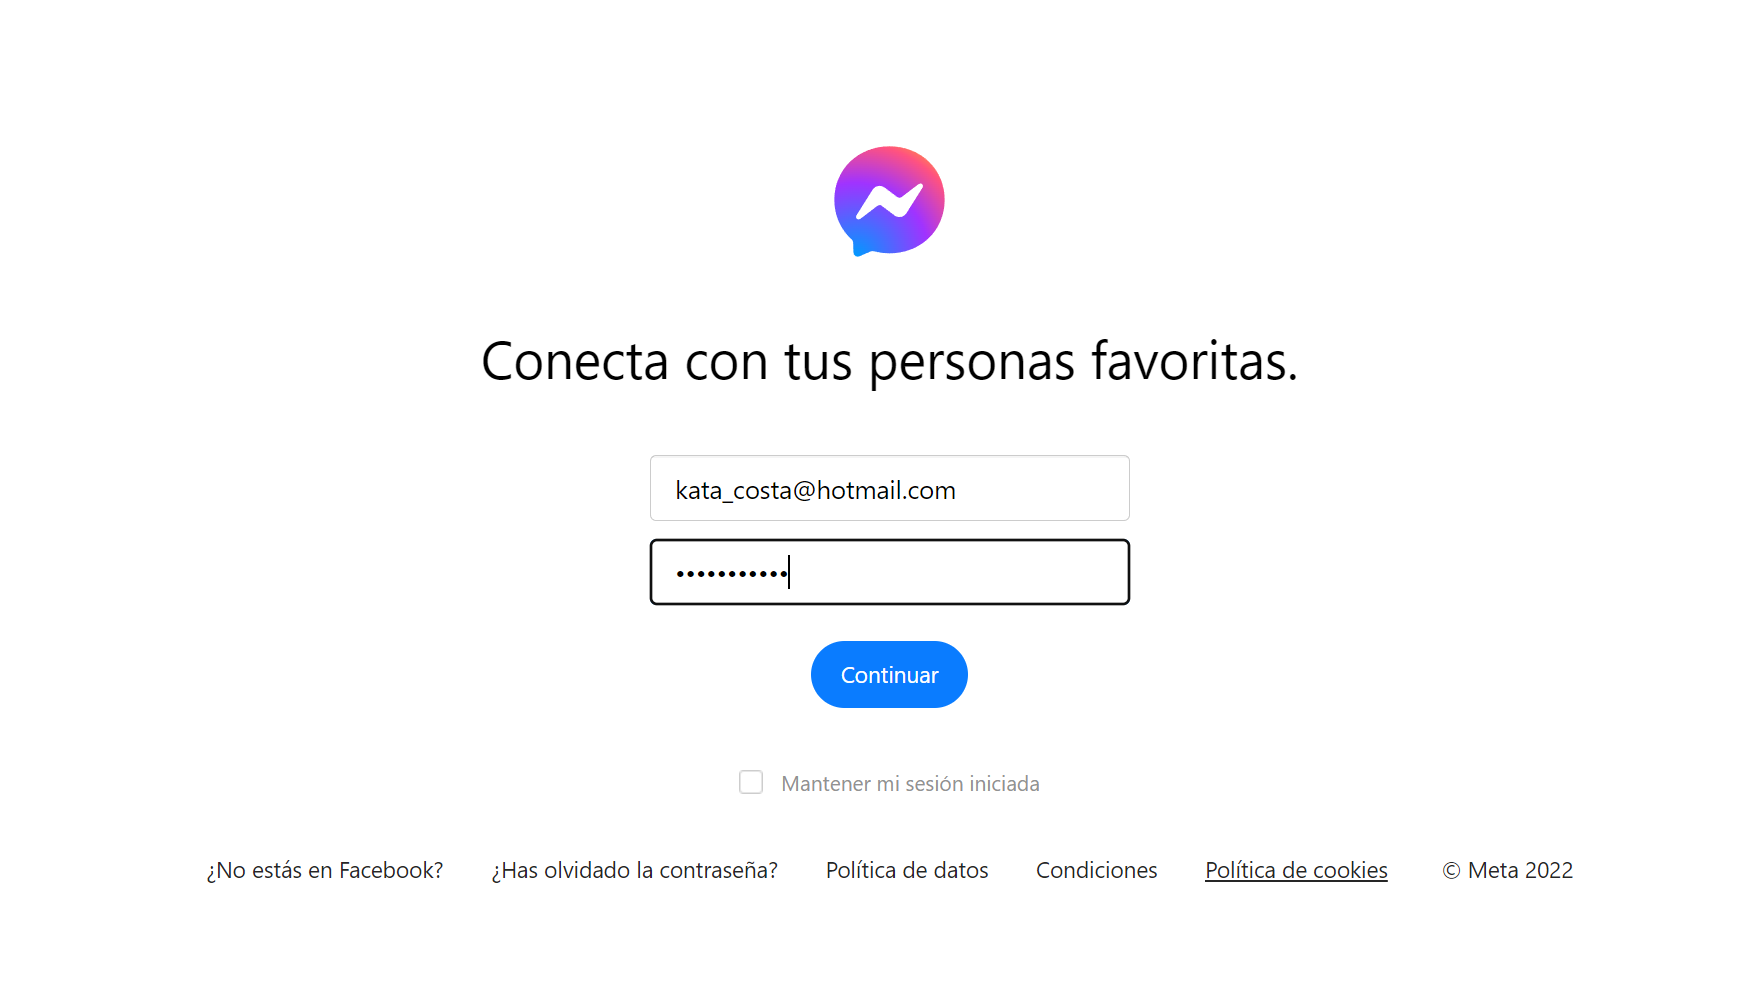 Conecta con tus personas favoritas.
kata_costa@hotmail.com
•••••••••••
Continuar
Mantener mi sesión iniciada
¿No estás en Facebook? ¿Has olvidado la contraseña? Política de datos Condiciones Política de cookies © Meta 2022